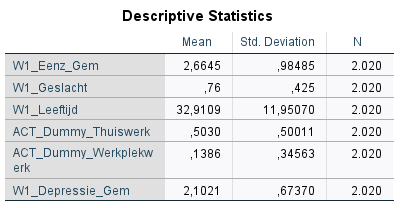 Descriptive Statistics
Mean Std. Deviation N
W1_Eenz_Gem 2,6645 ,98485 2.020
W1_Geslacht ,76 ,425 2.020
W1_Leeftijd 32,9109 11,95070 2.020
ACT_Dummy_Thuiswerk ,5030 ,50011 2.020
ACT_Dummy_Werkplekw ,1386 ,34563 2.020
erk
W1_Depressie_Gem 2,1021 ,67370 2.020